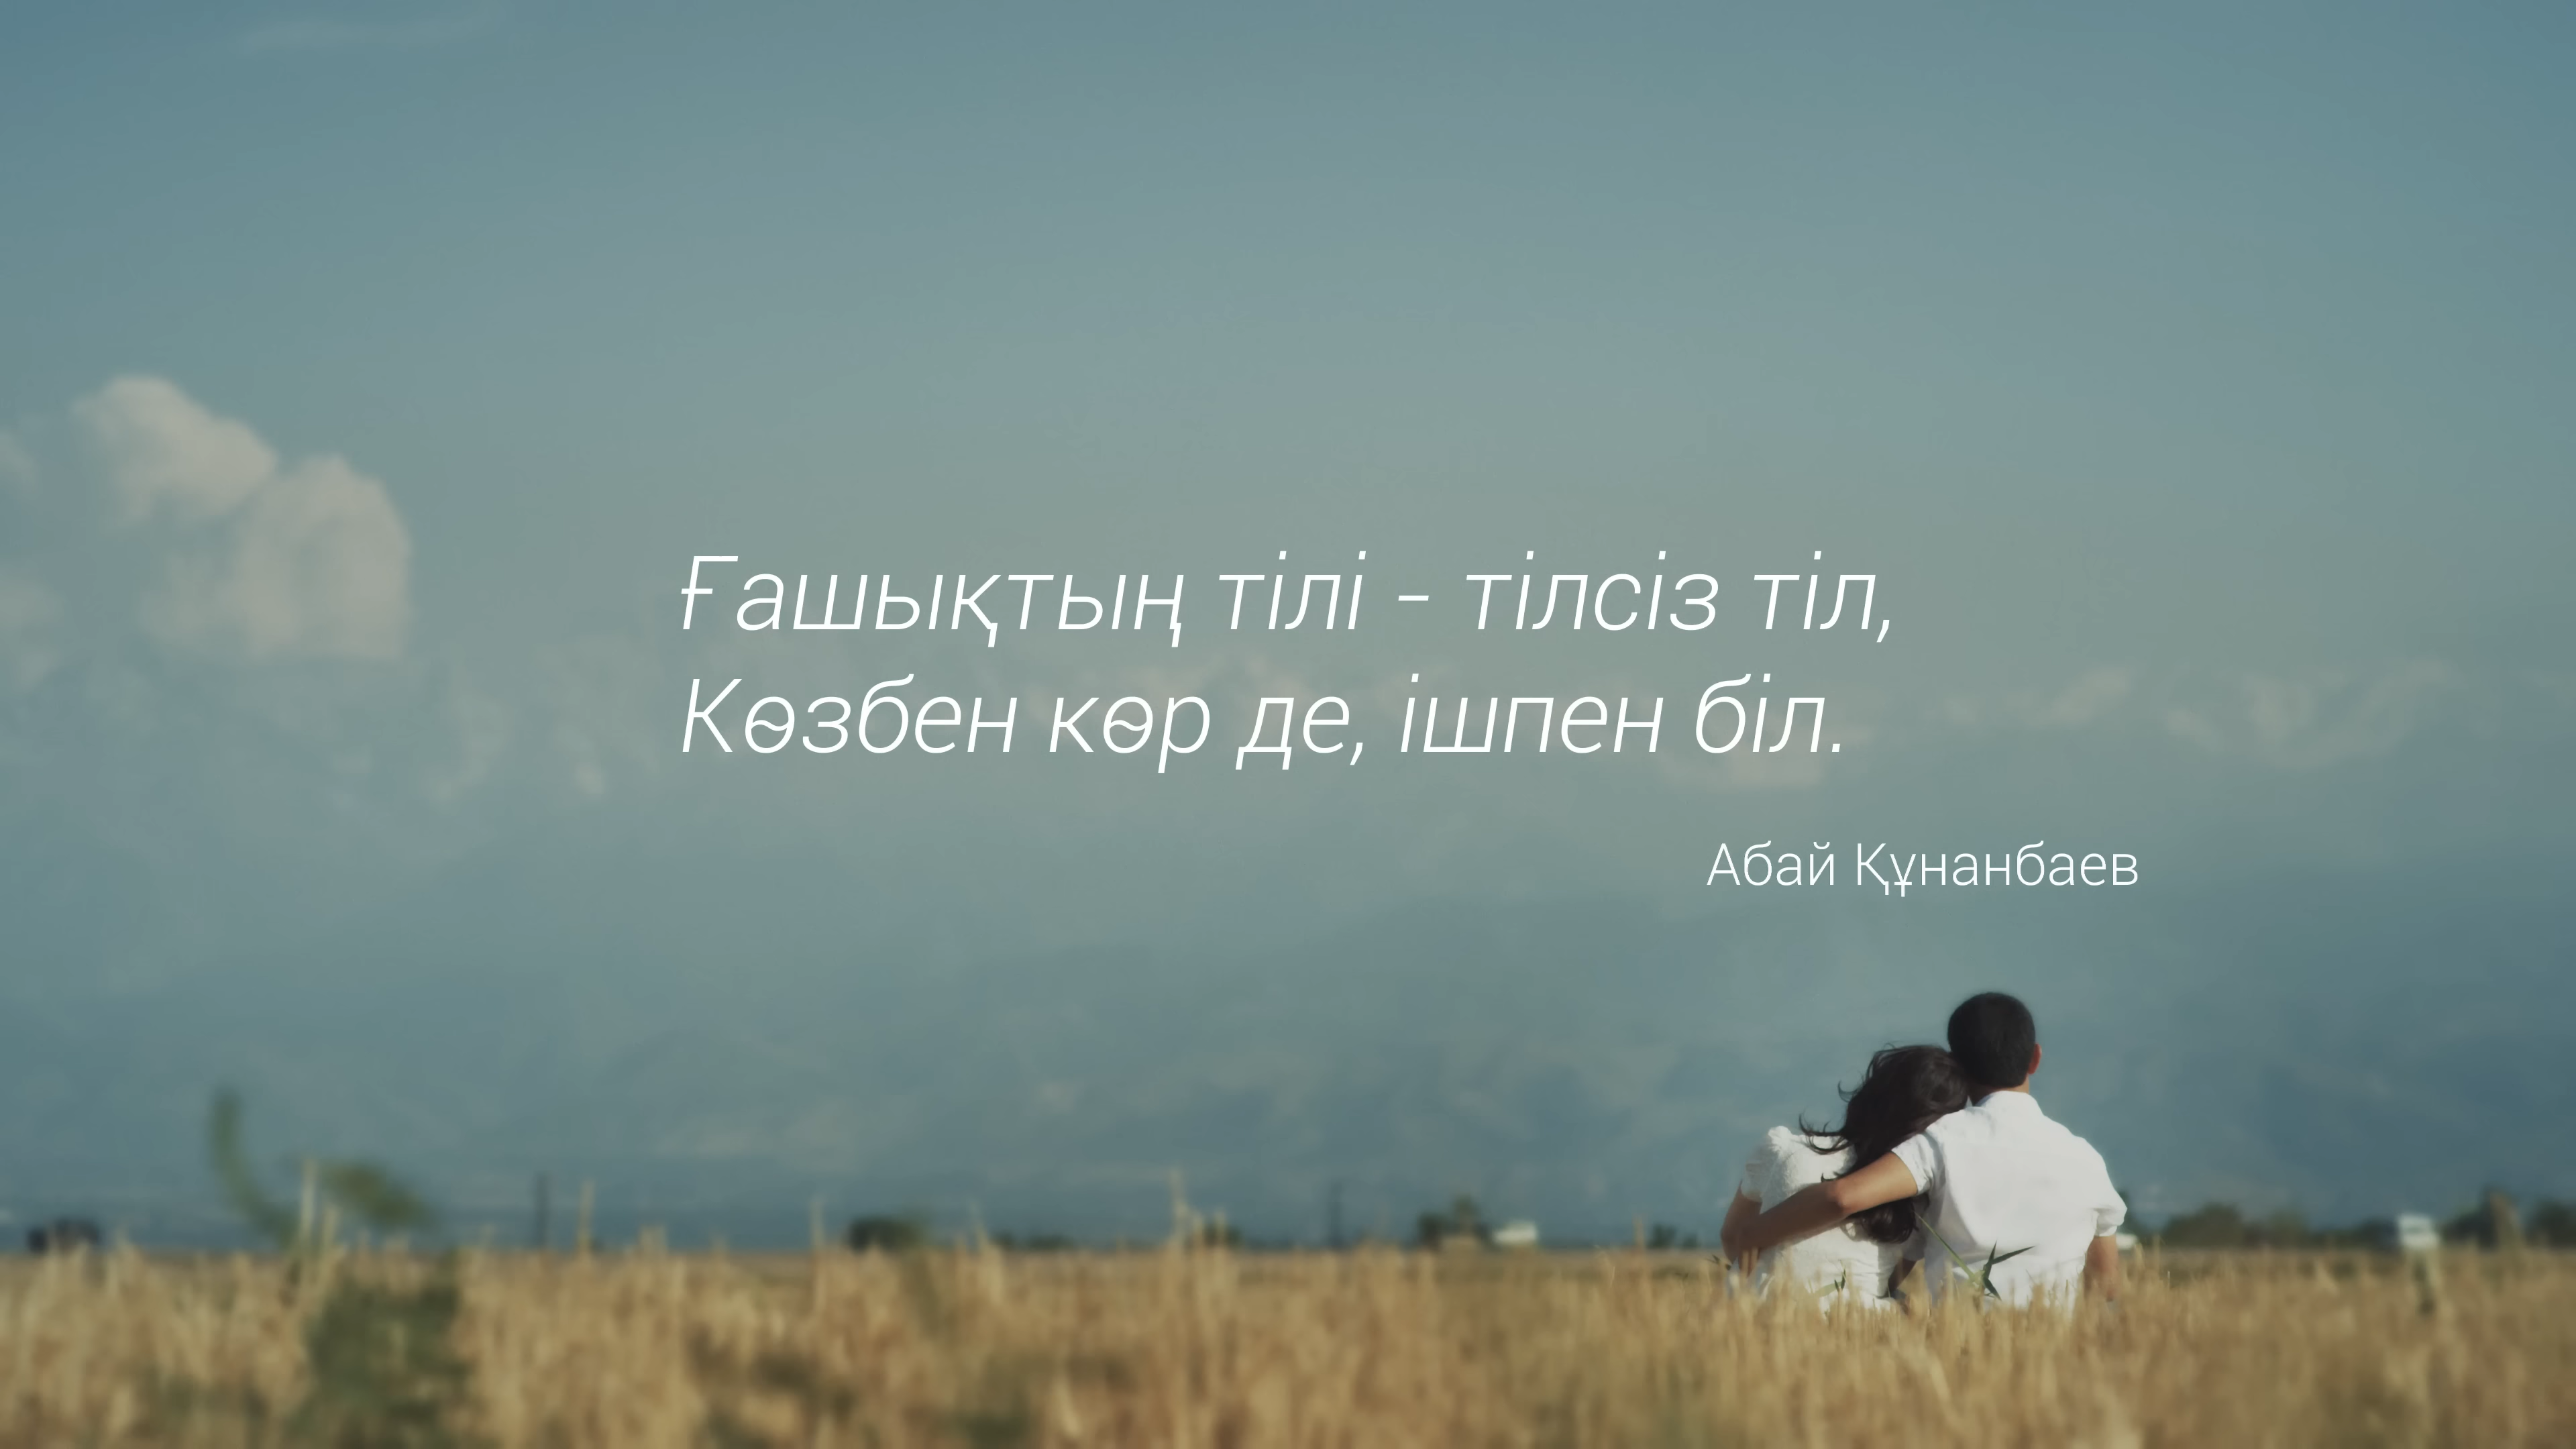 Ғашықтың тілі - тілсіз тіл,
Көзбен көр де, ішпен біл.
Абай Құнанбаев